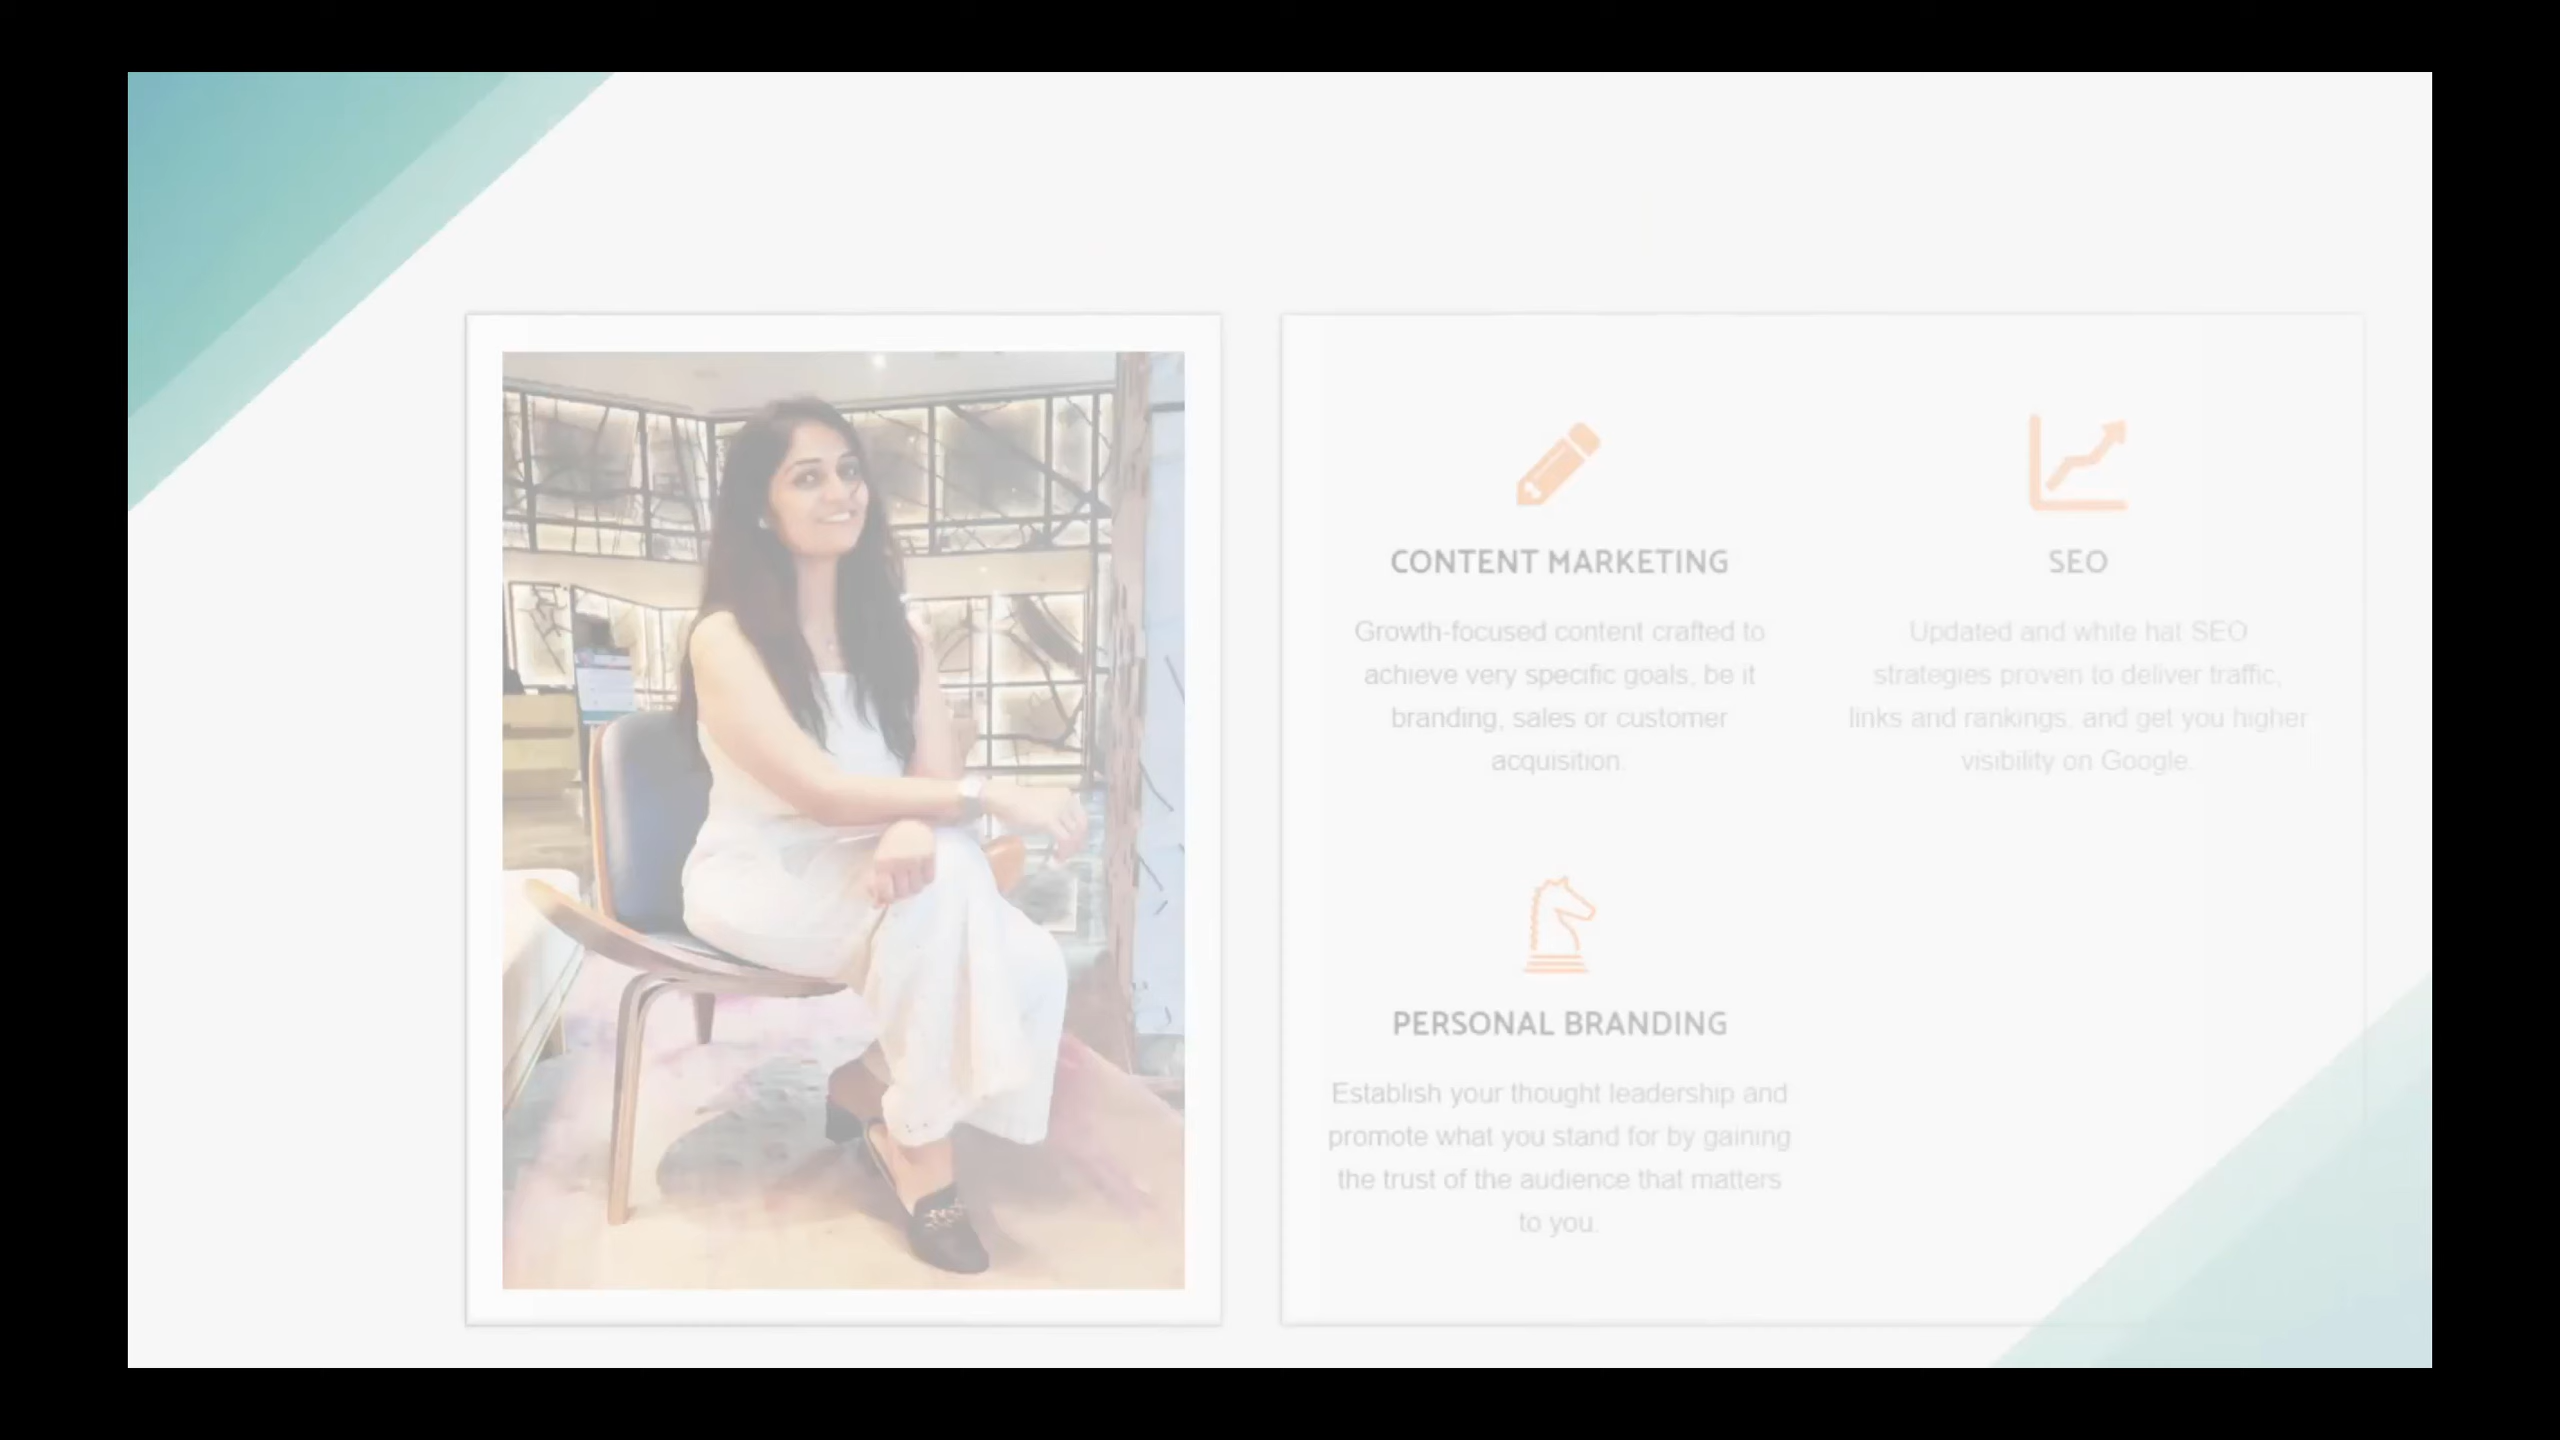 CONTENT MARKETING
Growth-focused content crafted to
achieve very specific goals, be it
branding, sales or customer
acquisition.
SEO
Updated and white hat SEO
strategies proven to deliver traffic,
links and rankings, and get you higher
visibility on Google.
PERSONAL BRANDING
Establish your thought leadership and
promote what you stand for by gaining
the trust of the audience that matters
to you.